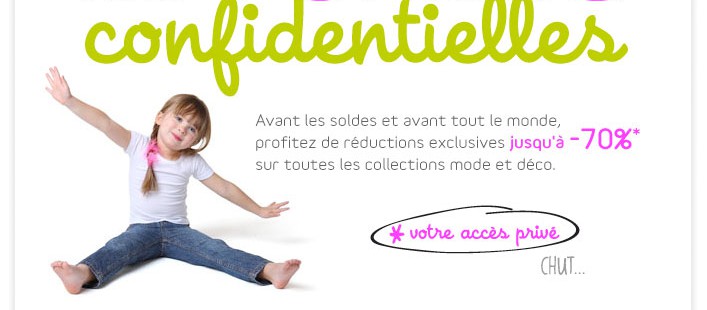 confidentielles
Avant les soldes et avant tout le monde,
profitez de réductions exclusives jusqu'à -70%*
sur toutes les collections mode et déco.
* votre accès privé
CHUT...